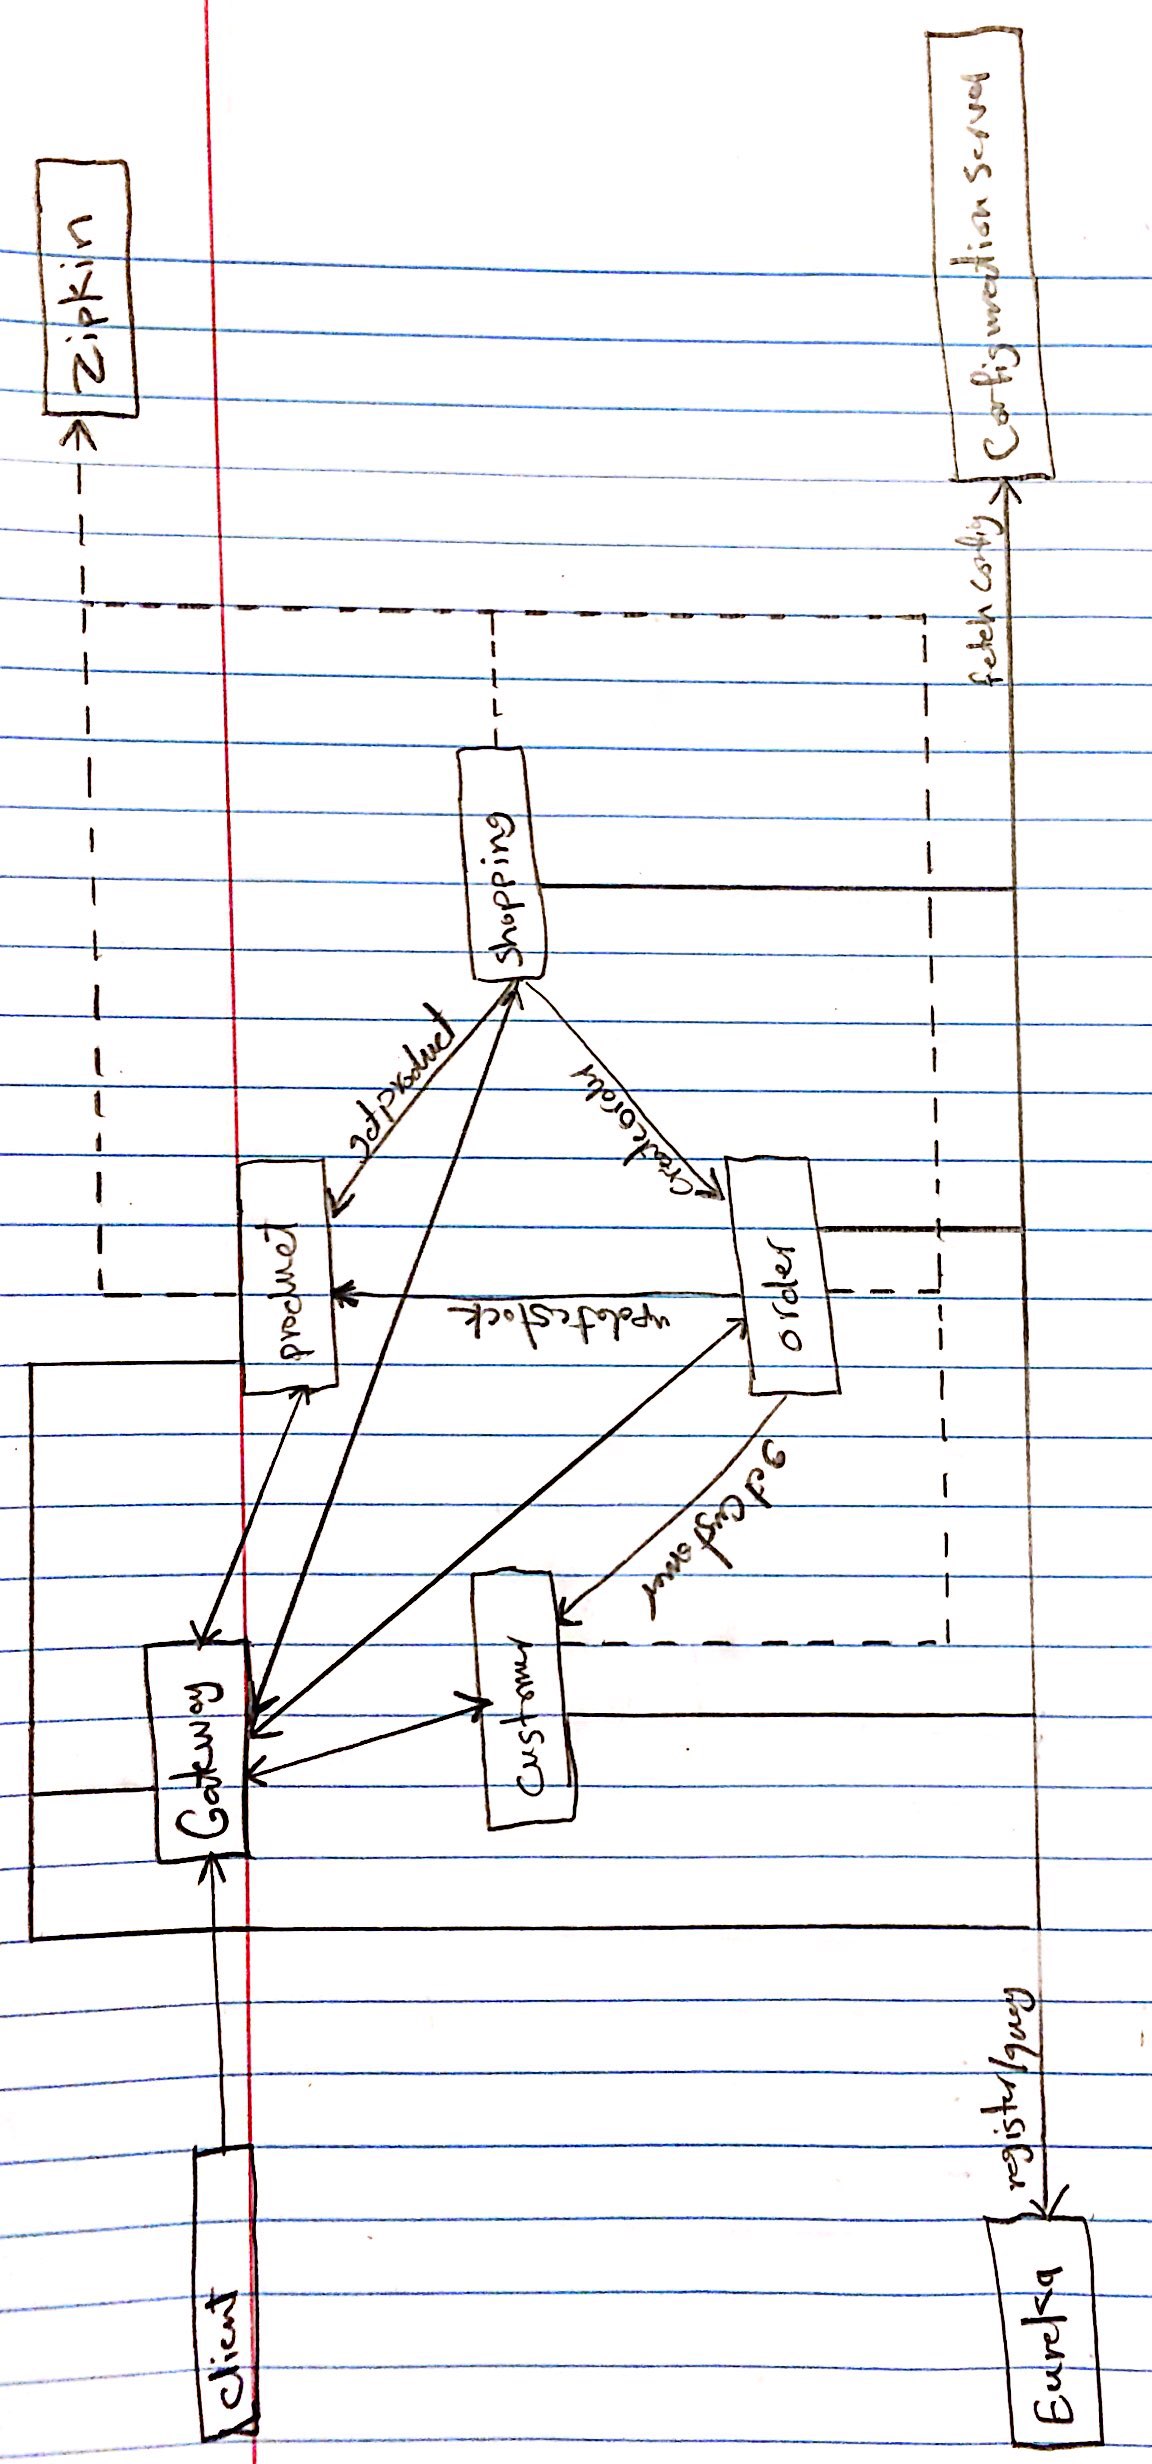 Zipkin
Gateway
client
product
getproduct
shopping
customer
updatestock
createorder
getCustomer
order
fetch config
Configuration server
register/query
Eureka